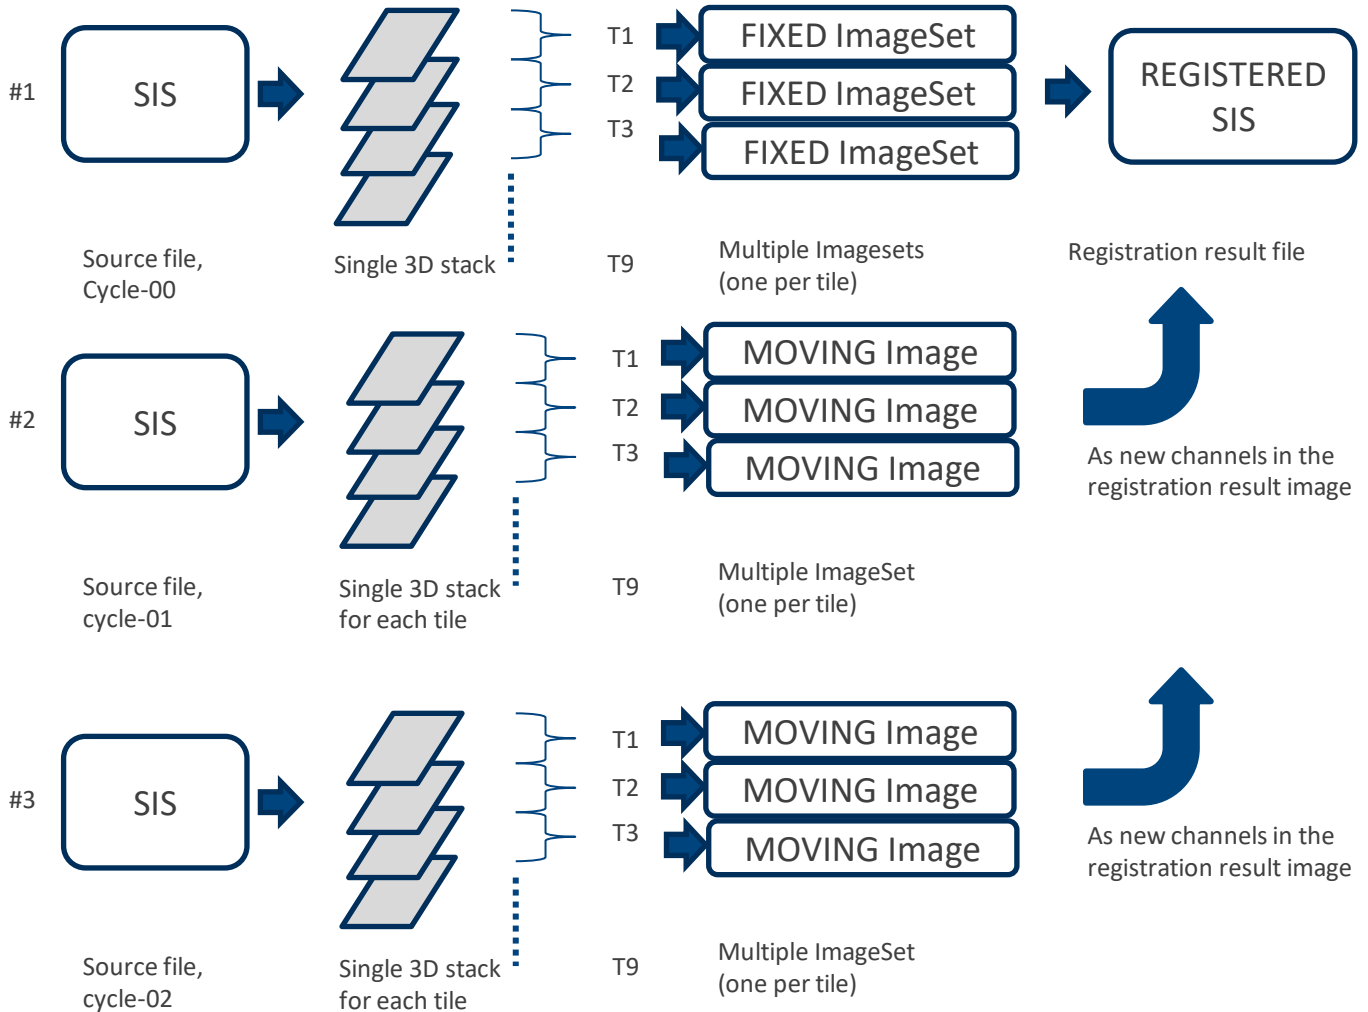 #1
SIS
T1
T2
T3
FIXED ImageSet
FIXED ImageSet
FIXED ImageSet
REGISTERED
SIS
Source file,
Cycle-00
Single 3D stack
T9
Multiple Imagesets
(one per tile)
Registration result file
#2
SIS
T1
T2
T3
MOVING Image
MOVING Image
MOVING Image
As new channels in the
registration result image
Source file,
cycle-01
Single 3D stack
for each tile
T9
Multiple ImageSet
(one per tile)
#3
SIS
T1
T2
T3
MOVING Image
MOVING Image
MOVING Image
As new channels in the
registration result image
Source file,
cycle-02
Single 3D stack
for each tile
T9
Multiple ImageSet
(one per tile)